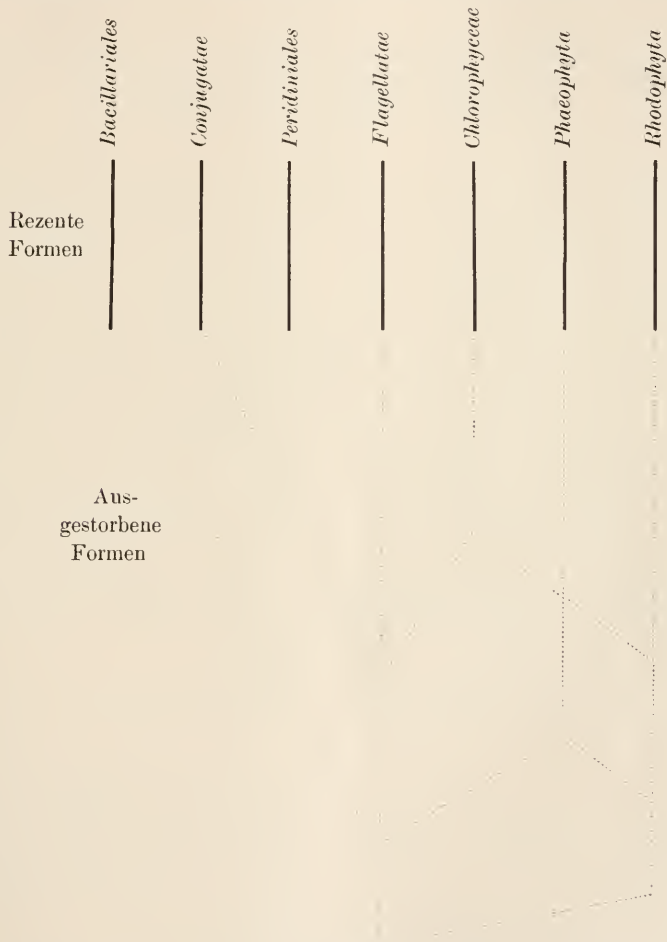 Bacillariales
Conjugatae
Peridiniales
Flagellatae
Chlorophyceae
Phaeophyta
Rhodophyta
Rezente
Formen
Aus-
gestorbene
Formen